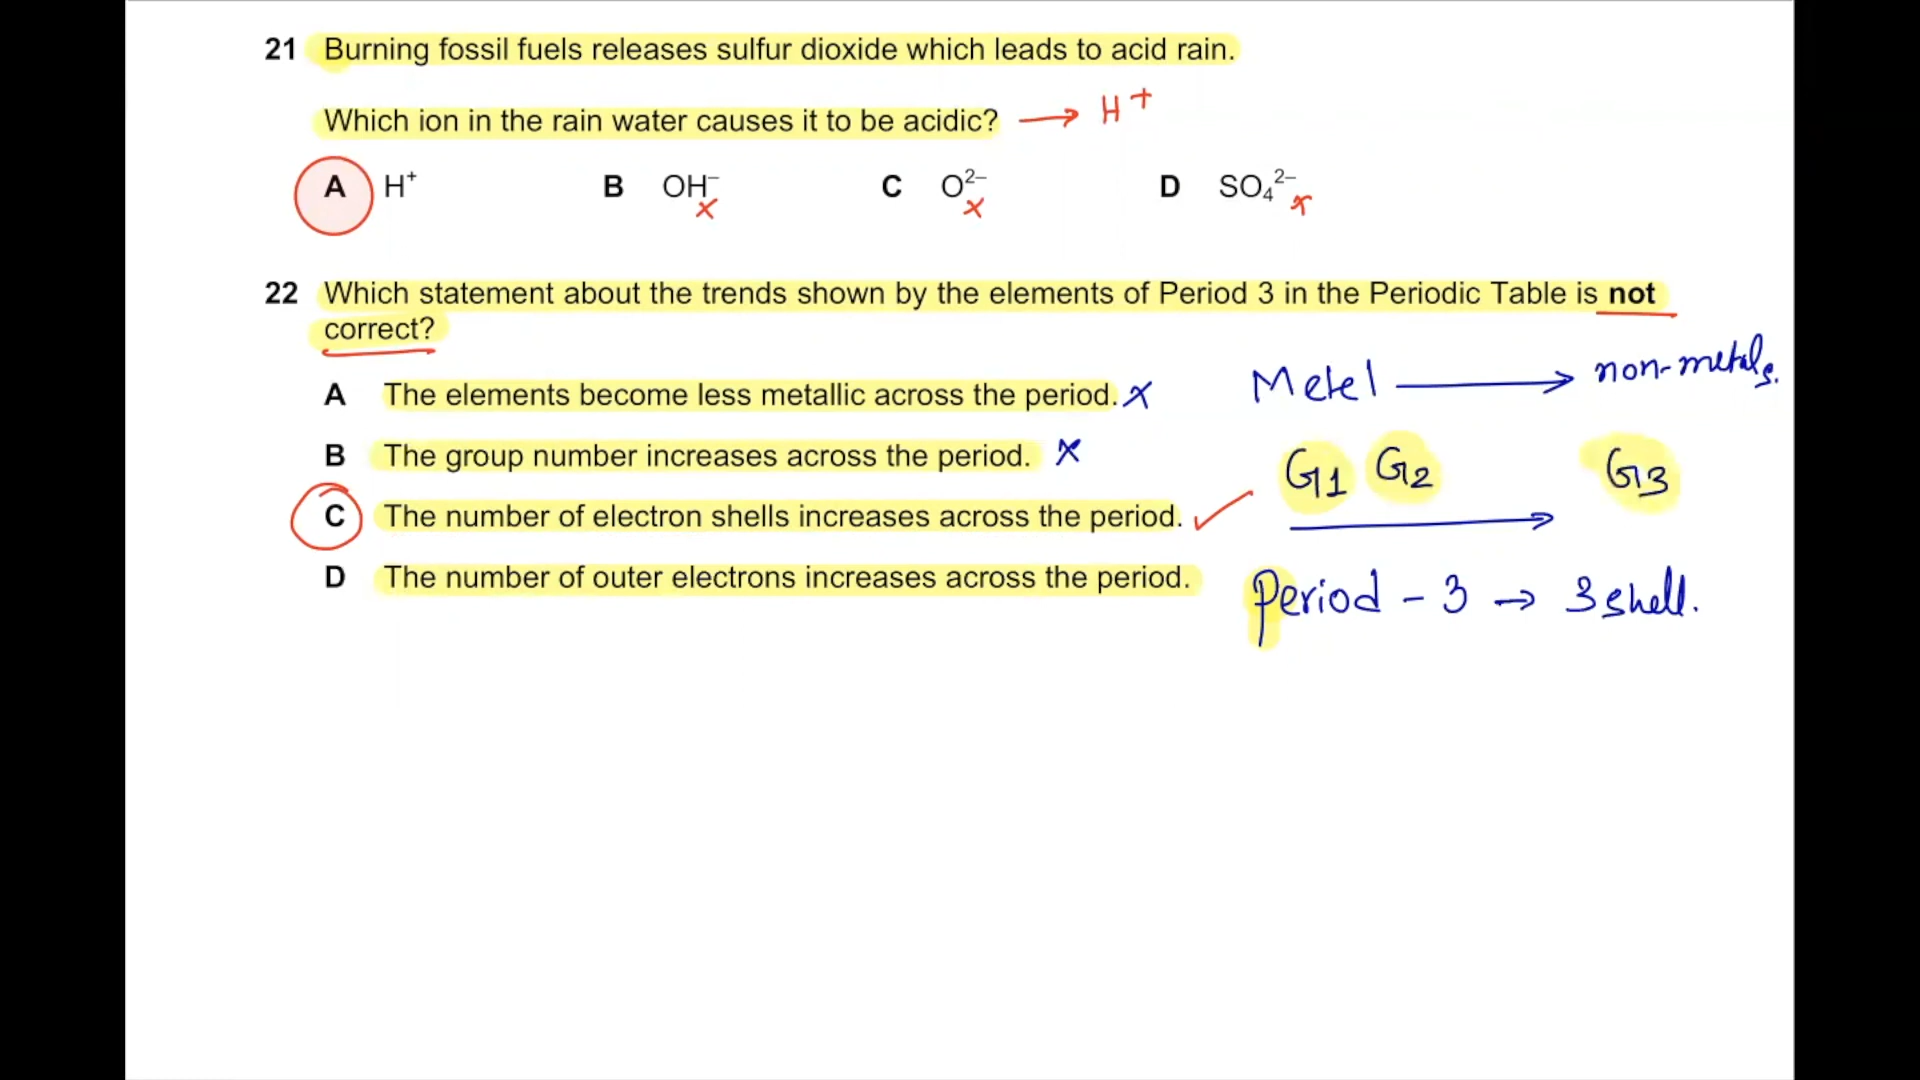 21 Burning fossil fuels releases sulfur dioxide which leads to acid rain.
Which ion in the rain water causes it to be acidic? → H⁺
A H⁺ B OH⁻ C O²⁻ D SO₄²⁻
x x x
22 Which statement about the trends shown by the elements of Period 3 in the Periodic Table is not
correct?
A The elements become less metallic across the period. x Metel → non-metals.
B The group number increases across the period. x G1 G2 G3
C The number of electron shells increases across the period. ✓
D The number of outer electrons increases across the period. Period - 3 → 3 shell.